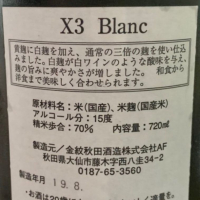 X3 Blanc
黄麹に白麹を加え、通常の三倍の麹を使い仕込
みました。白麹が白ワインのような酸味を与え、
麹の旨みに爽やかさが増しました。 和食から
洋食まで美味しく合わせられます。
原材料名：米(国産)、米麹(国産米)
アルコール分：15度
精米歩合：70% 内容量：720㎖
製造元／金紋秋田酒造株式会社AF
秋田県大仙市藤木字西八圭34-2
0187-65-3560
製造年月 19.8.